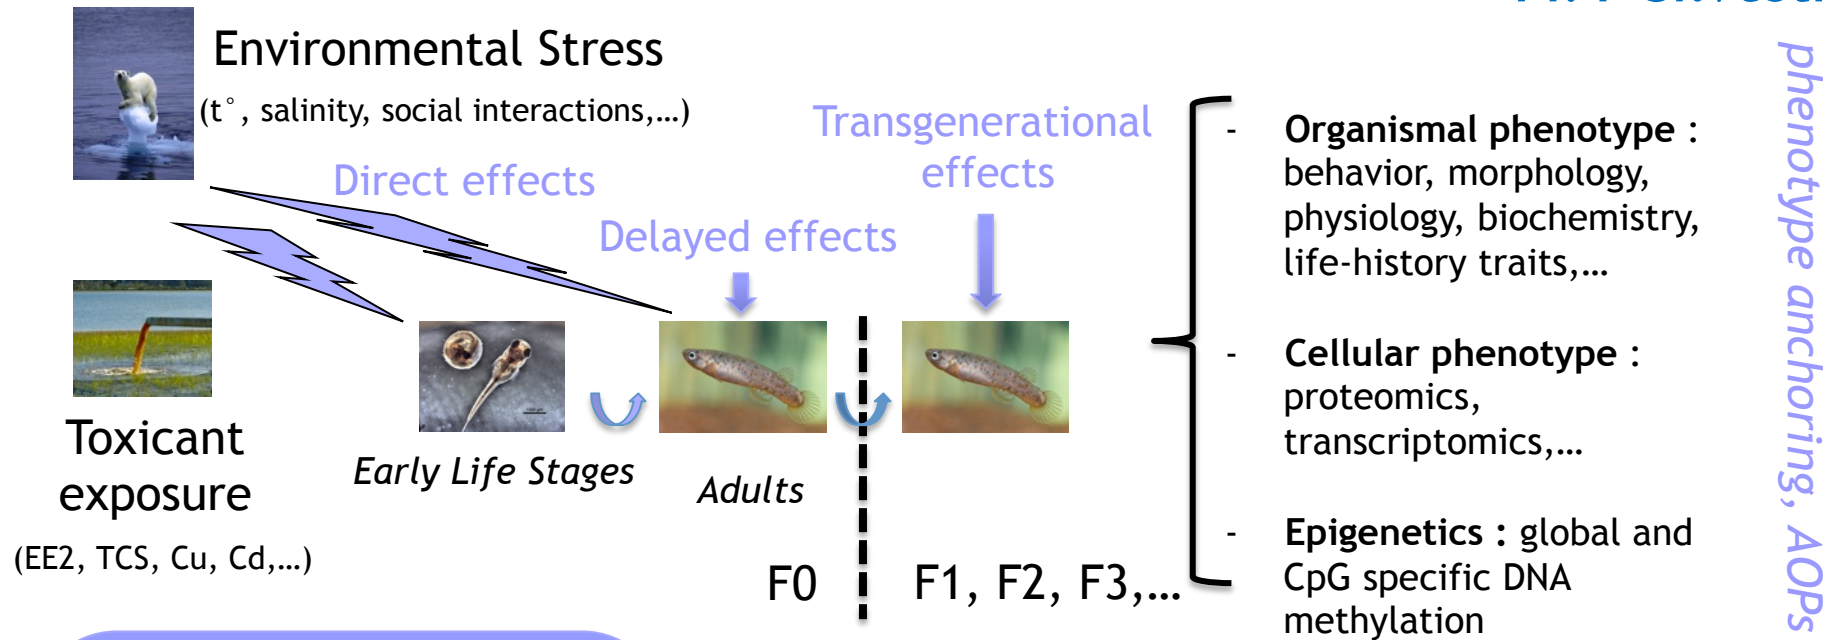 Environmental Stress
(t°, salinity, social interactions,…)
Direct effects
Delayed effects
Transgenerational
effects
Toxicant
exposure
(EE2, TCS, Cu, Cd,…)
Early Life Stages
Adults
F0
F1, F2, F3,…
- Organismal phenotype :
behavior, morphology,
physiology, biochemistry,
life-history traits,…
- Cellular phenotype :
proteomics,
transcriptomics,…
- Epigenetics : global and
CpG specific DNA
methylation
phenotype anchoring, AOPs